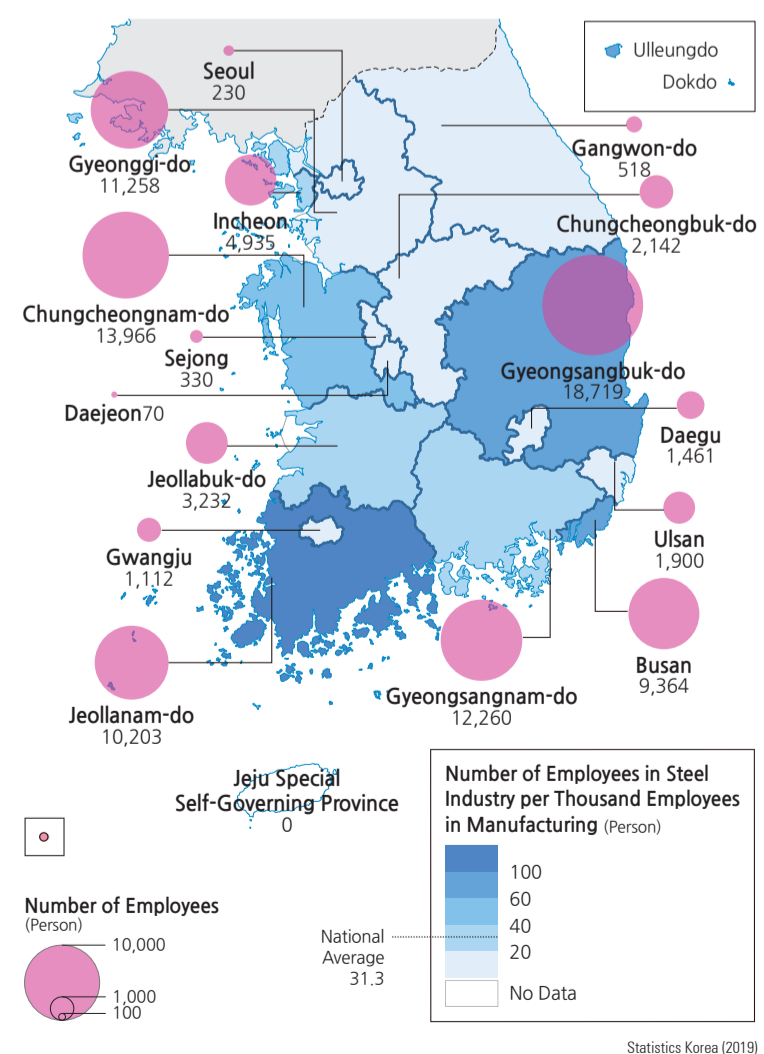 Ulleungdo
Dokdo
Seoul
230
Gyeonggi-do
11,258
Gangwon-do
518
Incheon
4,935
Chungcheongbuk-do
2,142
Chungcheongnam-do
13,966
Sejong
330
Gyeongsangbuk-do
18,719
Daejeon70
Daegu
1,461
Jeollabuk-do
3,232
Gwangju
1,112
Ulsan
1,900
Busan
9,364
Jeollanam-do
10,203
Gyeongsangnam-do
12,260
Jeju Special
Self-Governing Province
0
Number of Employees
(Person)
10,000
1,000
100
Number of Employees in Steel
Industry per Thousand Employees
in Manufacturing (Person)
100
60
40
20
No Data
National
Average
31.3
Statistics Korea (2019)